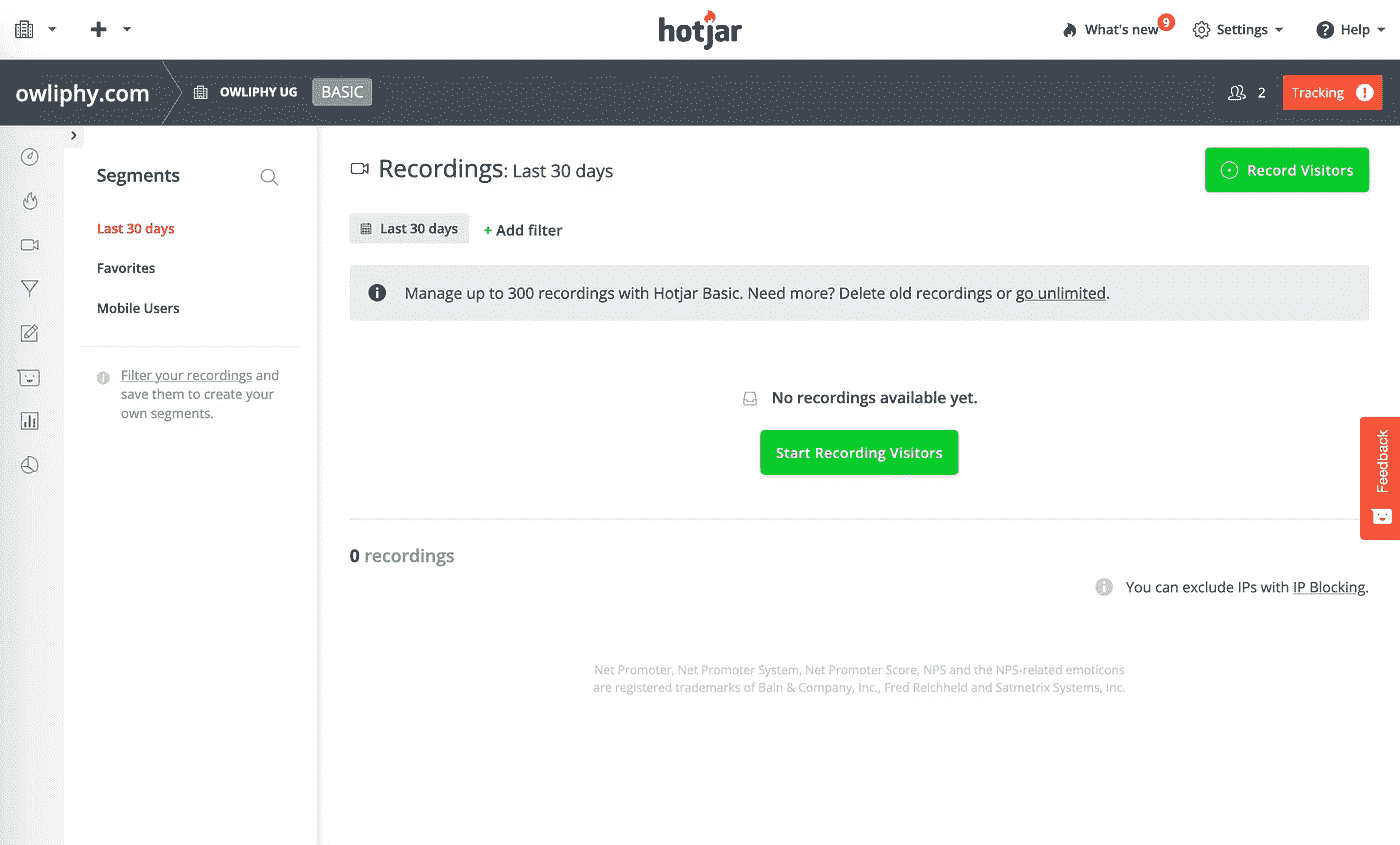 hotjar
What's new
9
Settings
Help
owliphy.com
OWLIPHY UG
BASIC
2
Tracking
Segments
Last 30 days
Favorites
Mobile Users
Filter your recordings and
save them to create your
own segments.
Recordings: Last 30 days
Record Visitors
Last 30 days
+ Add filter
Manage up to 300 recordings with Hotjar Basic. Need more? Delete old recordings or go unlimited.
No recordings available yet.
Start Recording Visitors
Feedback
0 recordings
You can exclude IPs with IP Blocking.
Net Promoter, Net Promoter System, Net Promoter Score, NPS and the NPS-related emoticons
are registered trademarks of Bain & Company, Inc., Fred Reichheld and Satmetrix Systems, Inc.